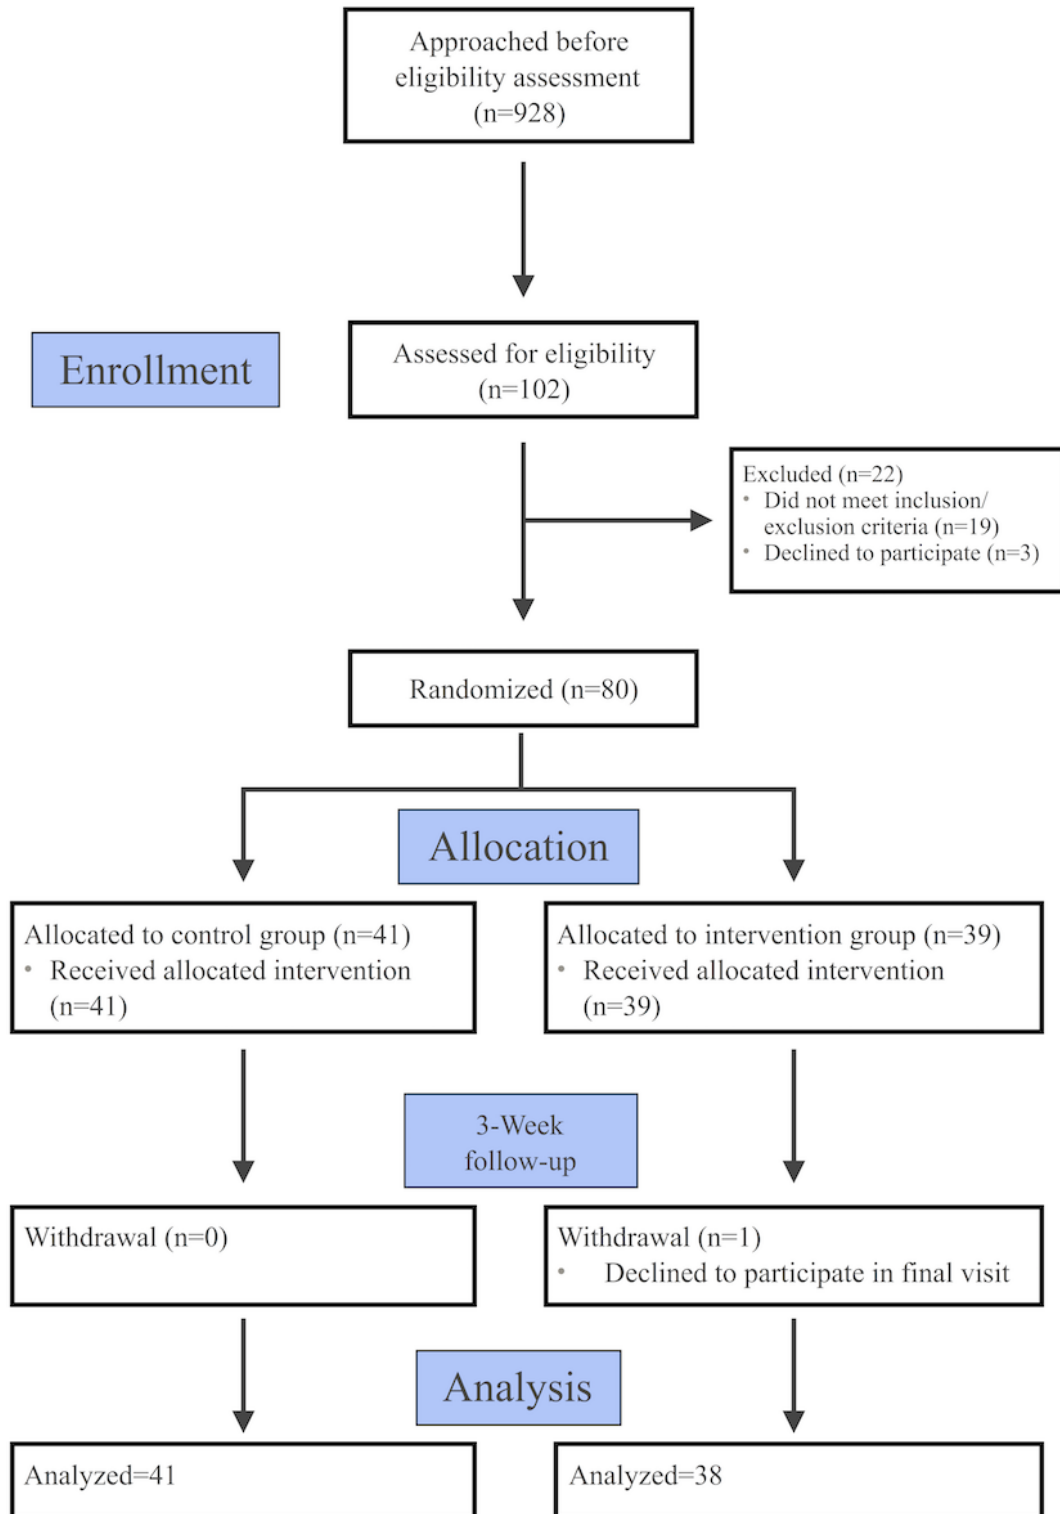 Approached before
eligibility assessment
(n=928)
Enrollment
Assessed for eligibility
(n=102)
Excluded (n=22)
• Did not meet inclusion/
exclusion criteria (n=19)
• Declined to participate (n=3)
Randomized (n=80)
Allocation
Allocated to control group (n=41)
• Received allocated intervention
(n=41)
Allocated to intervention group (n=39)
• Received allocated intervention
(n=39)
3-Week
follow-up
Withdrawal (n=0)
Withdrawal (n=1)
• Declined to participate in final visit
Analysis
Analyzed=41
Analyzed=38